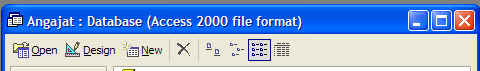 Angajat : Database (Access 2000 file format)
Open Design New